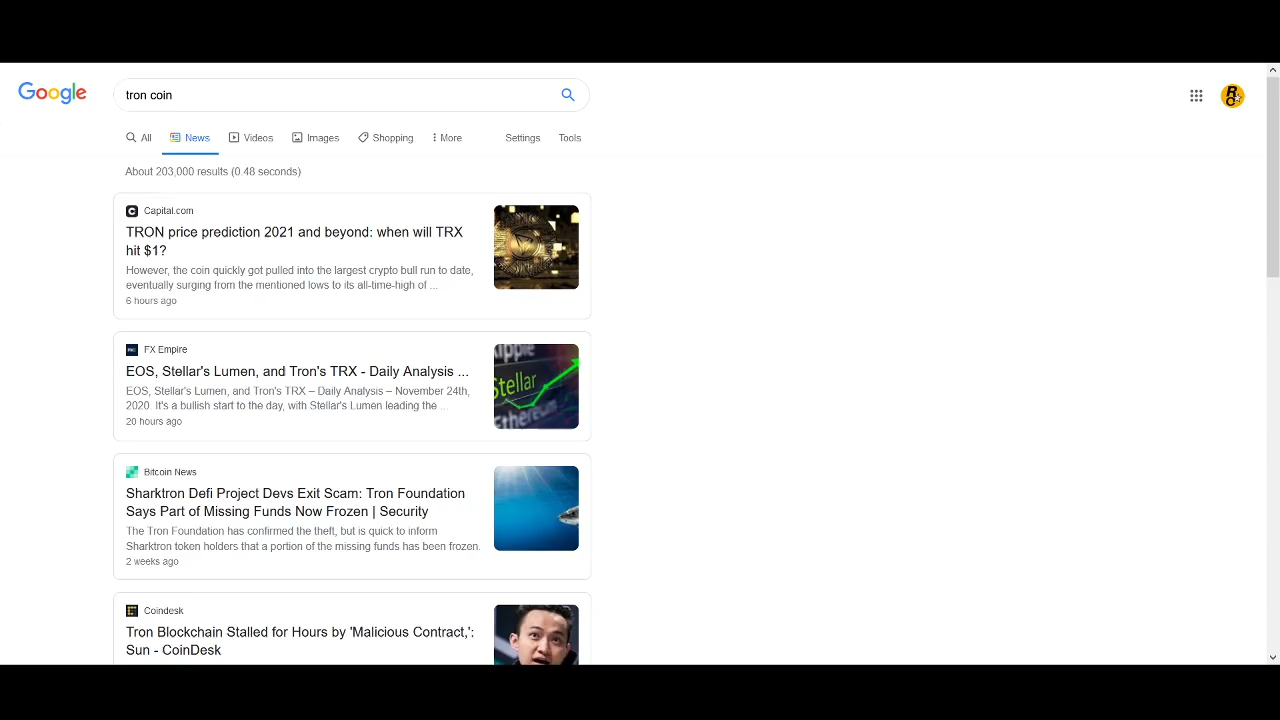 Google
tron coin
All News Videos Images Shopping More Settings Tools
About 203,000 results (0.48 seconds)
Capital.com
TRON price prediction 2021 and beyond: when will TRX
hit $1?
However, the coin quickly got pulled into the largest crypto bull run to date,
eventually surging from the mentioned lows to its all-time-high of ...
6 hours ago
FX Empire
EOS, Stellar's Lumen, and Tron's TRX - Daily Analysis ...
EOS, Stellar's Lumen, and Tron's TRX – Daily Analysis – November 24th,
2020. It's a bullish start to the day, with Stellar's Lumen leading the ...
20 hours ago
Stellar
Bitcoin News
Sharktron Defi Project Devs Exit Scam: Tron Foundation
Says Part of Missing Funds Now Frozen | Security
The Tron Foundation has confirmed the theft, but is quick to inform
Sharktron token holders that a portion of the missing funds has been frozen.
2 weeks ago
Coindesk
Tron Blockchain Stalled for Hours by 'Malicious Contract,':
Sun - CoinDesk